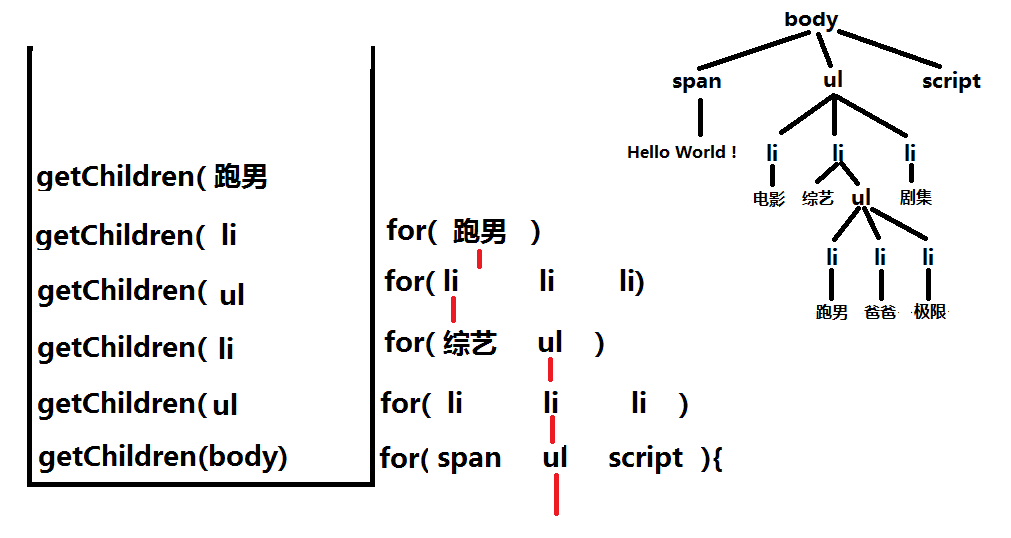 body
span ul script
Hello World ! li li li
电影 综艺 ul 剧集
li li li
跑男 爸爸 极限
getChildren( 跑男
getChildren( li for( 跑男 )
getChildren( ul for( li li li)
getChildren( li for( 综艺 ul )
getChildren( ul for( li li li )
getChildren(body) for( span ul script ){